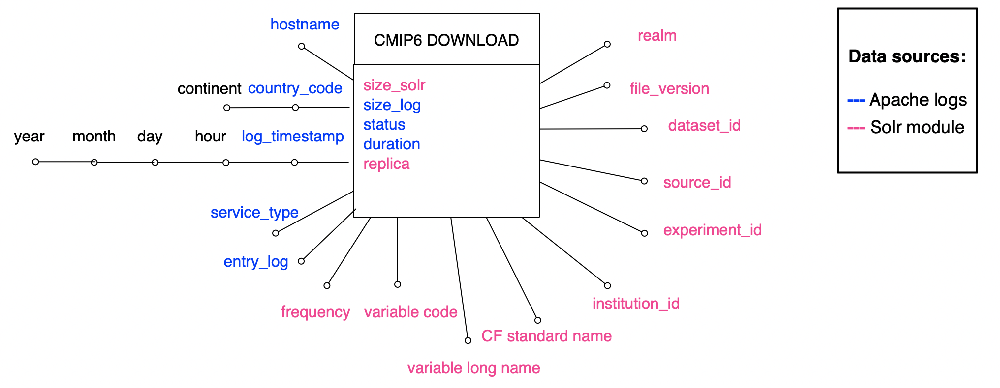 hostname
CMIP6 DOWNLOAD
realm
continent country_code
size_solr
size_log
status
duration
replica
file_version
dataset_id
year month day hour log_timestamp
source_id
service_type
experiment_id
entry_log
frequency variable code
institution_id
CF standard name
variable long name
Data sources:
--- Apache logs
--- Solr module